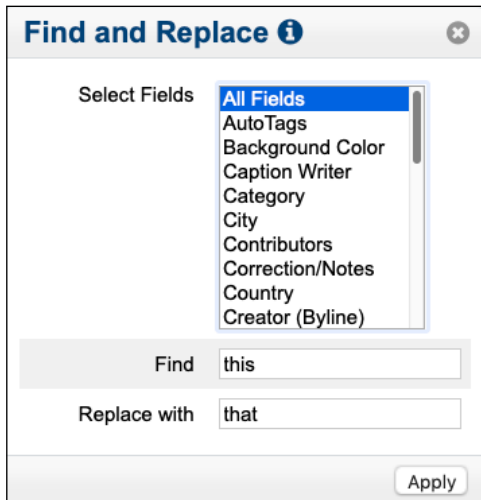 Find and Replace
Select Fields
All Fields
AutoTags
Background Color
Caption Writer
Category
City
Contributors
Correction/Notes
Country
Creator (Byline)
Find this
Replace with that
Apply